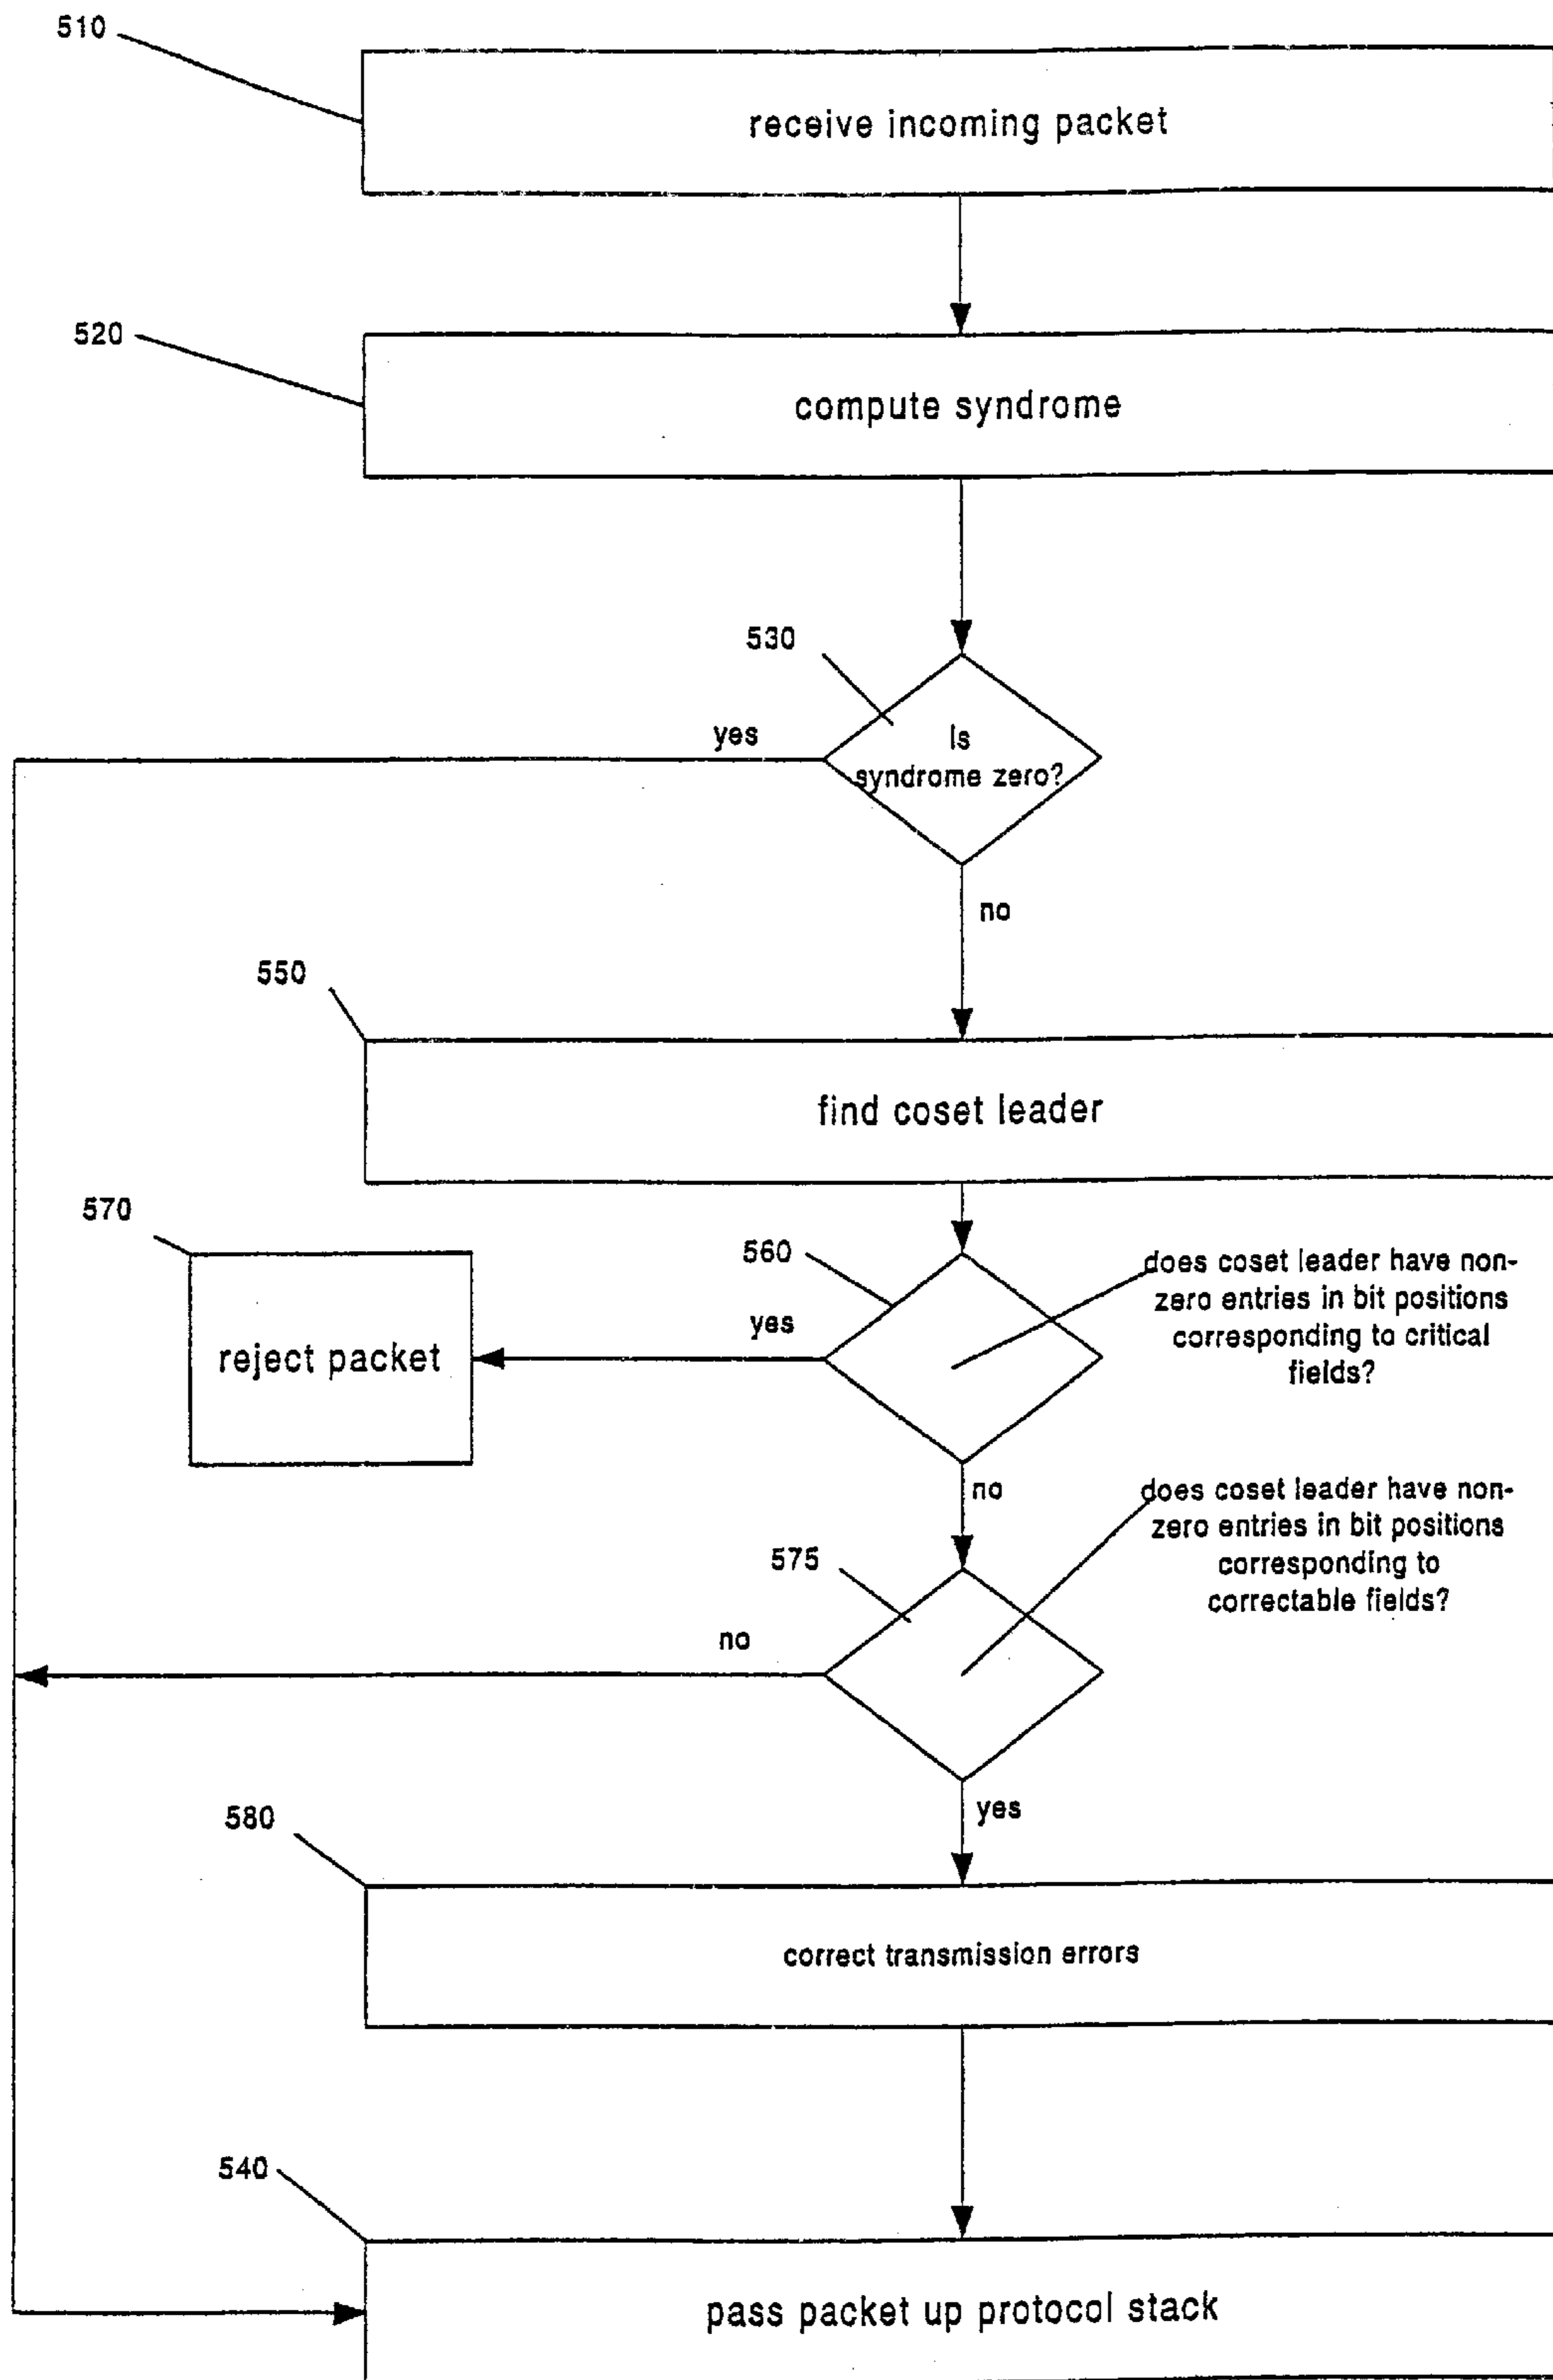 510
receive incoming packet
520
compute syndrome
530
yes
Is
syndrome zero?
no
550
find coset leader
570
reject packet
560
yes
does coset leader have non-
zero entries in bit positions
corresponding to critical
fields?
no
does coset leader have non-
zero entries in bit positions
corresponding to
correctable fields?
575
no
yes
580
correct transmission errors
540
pass packet up protocol stack